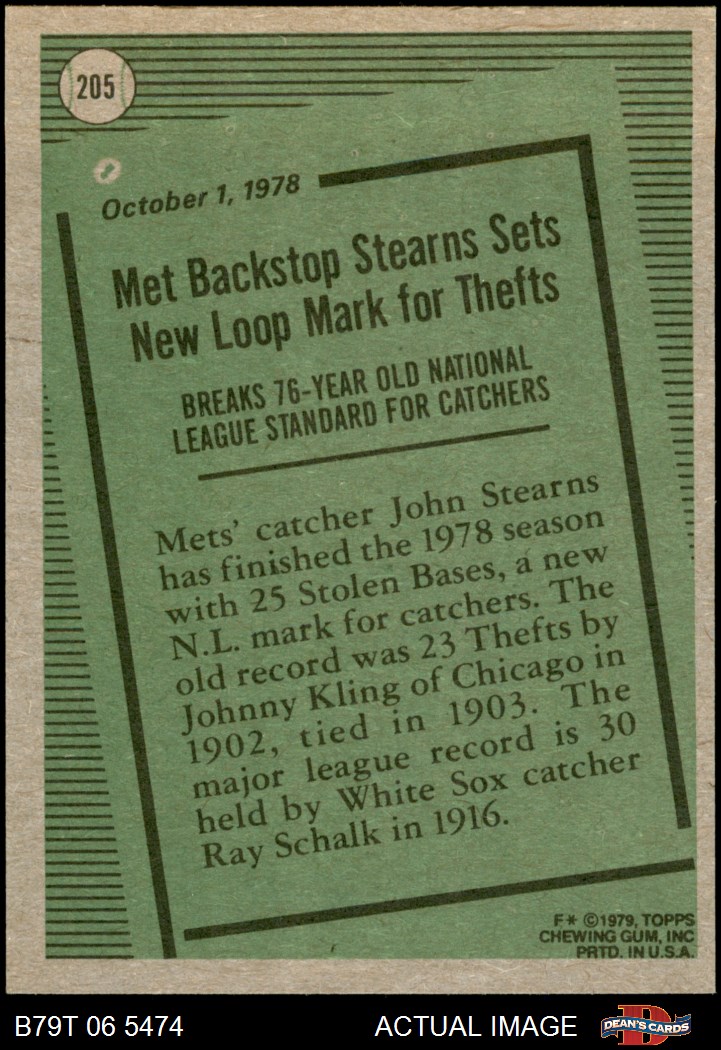 205
October 1, 1978
Met Backstop Stearns Sets
New Loop Mark for Thefts
BREAKS 76-YEAR OLD NATIONAL
LEAGUE STANDARD FOR CATCHERS
Mets' catcher John Stearns
has finished the 1978 season
with 25 Stolen Bases, a new
N.L. mark for catchers. The
old record was 23 Thefts by
Johnny Kling of Chicago in
1902, tied in 1903. The
major league record is 30
held by White Sox catcher
Ray Schalk in 1916.
F* ©1979, TOPPS
CHEWING GUM, INC
PRTD. IN U.S.A.
B79T 06 5474
ACTUAL IMAGE
D
DEAN'S CARDS